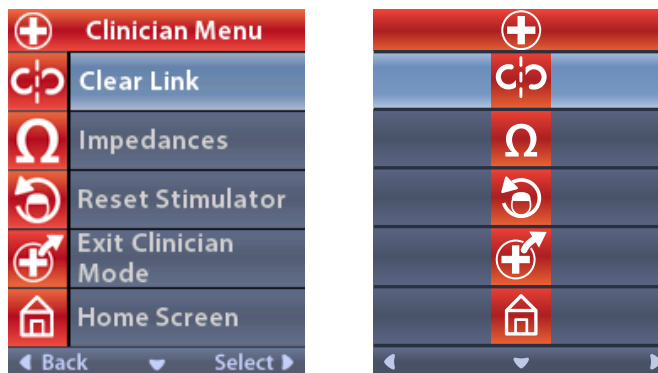 Clinician Menu
Clear Link
Ω Impedances
Reset Stimulator
Exit Clinician
Mode
Home Screen
Back Select
Ω